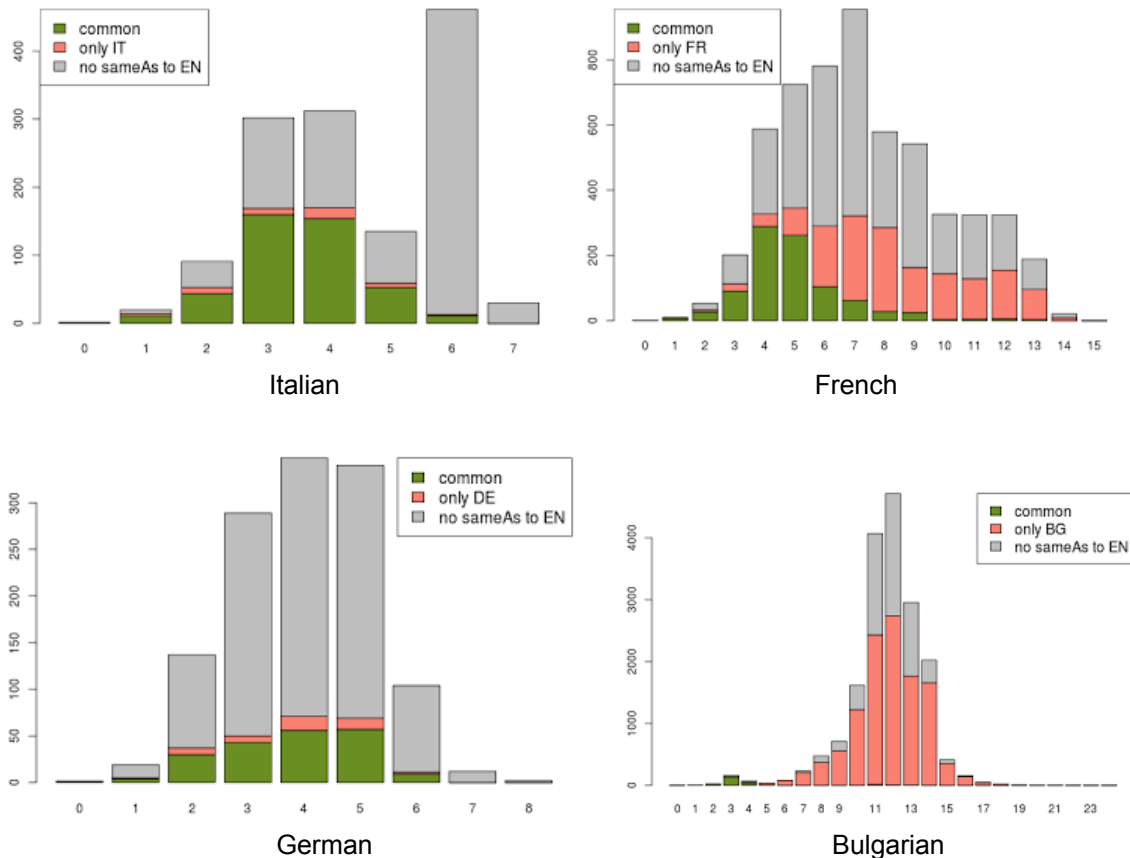 common
only IT
no sameAs to EN
0 100 200 300 400
0 1 2 3 4 5 6 7
Italian
common
only FR
no sameAs to EN
0 200 400 600 800
0 1 2 3 4 5 6 7 8 9 10 11 12 13 14 15
French
common
only DE
no sameAs to EN
0 50 100 150 200 250 300
0 1 2 3 4 5 6 7 8
German
common
only BG
no sameAs to EN
0 1000 2000 3000 4000
0 1 2 3 4 5 6 7 8 9 11 13 15 17 19 21 23
Bulgarian